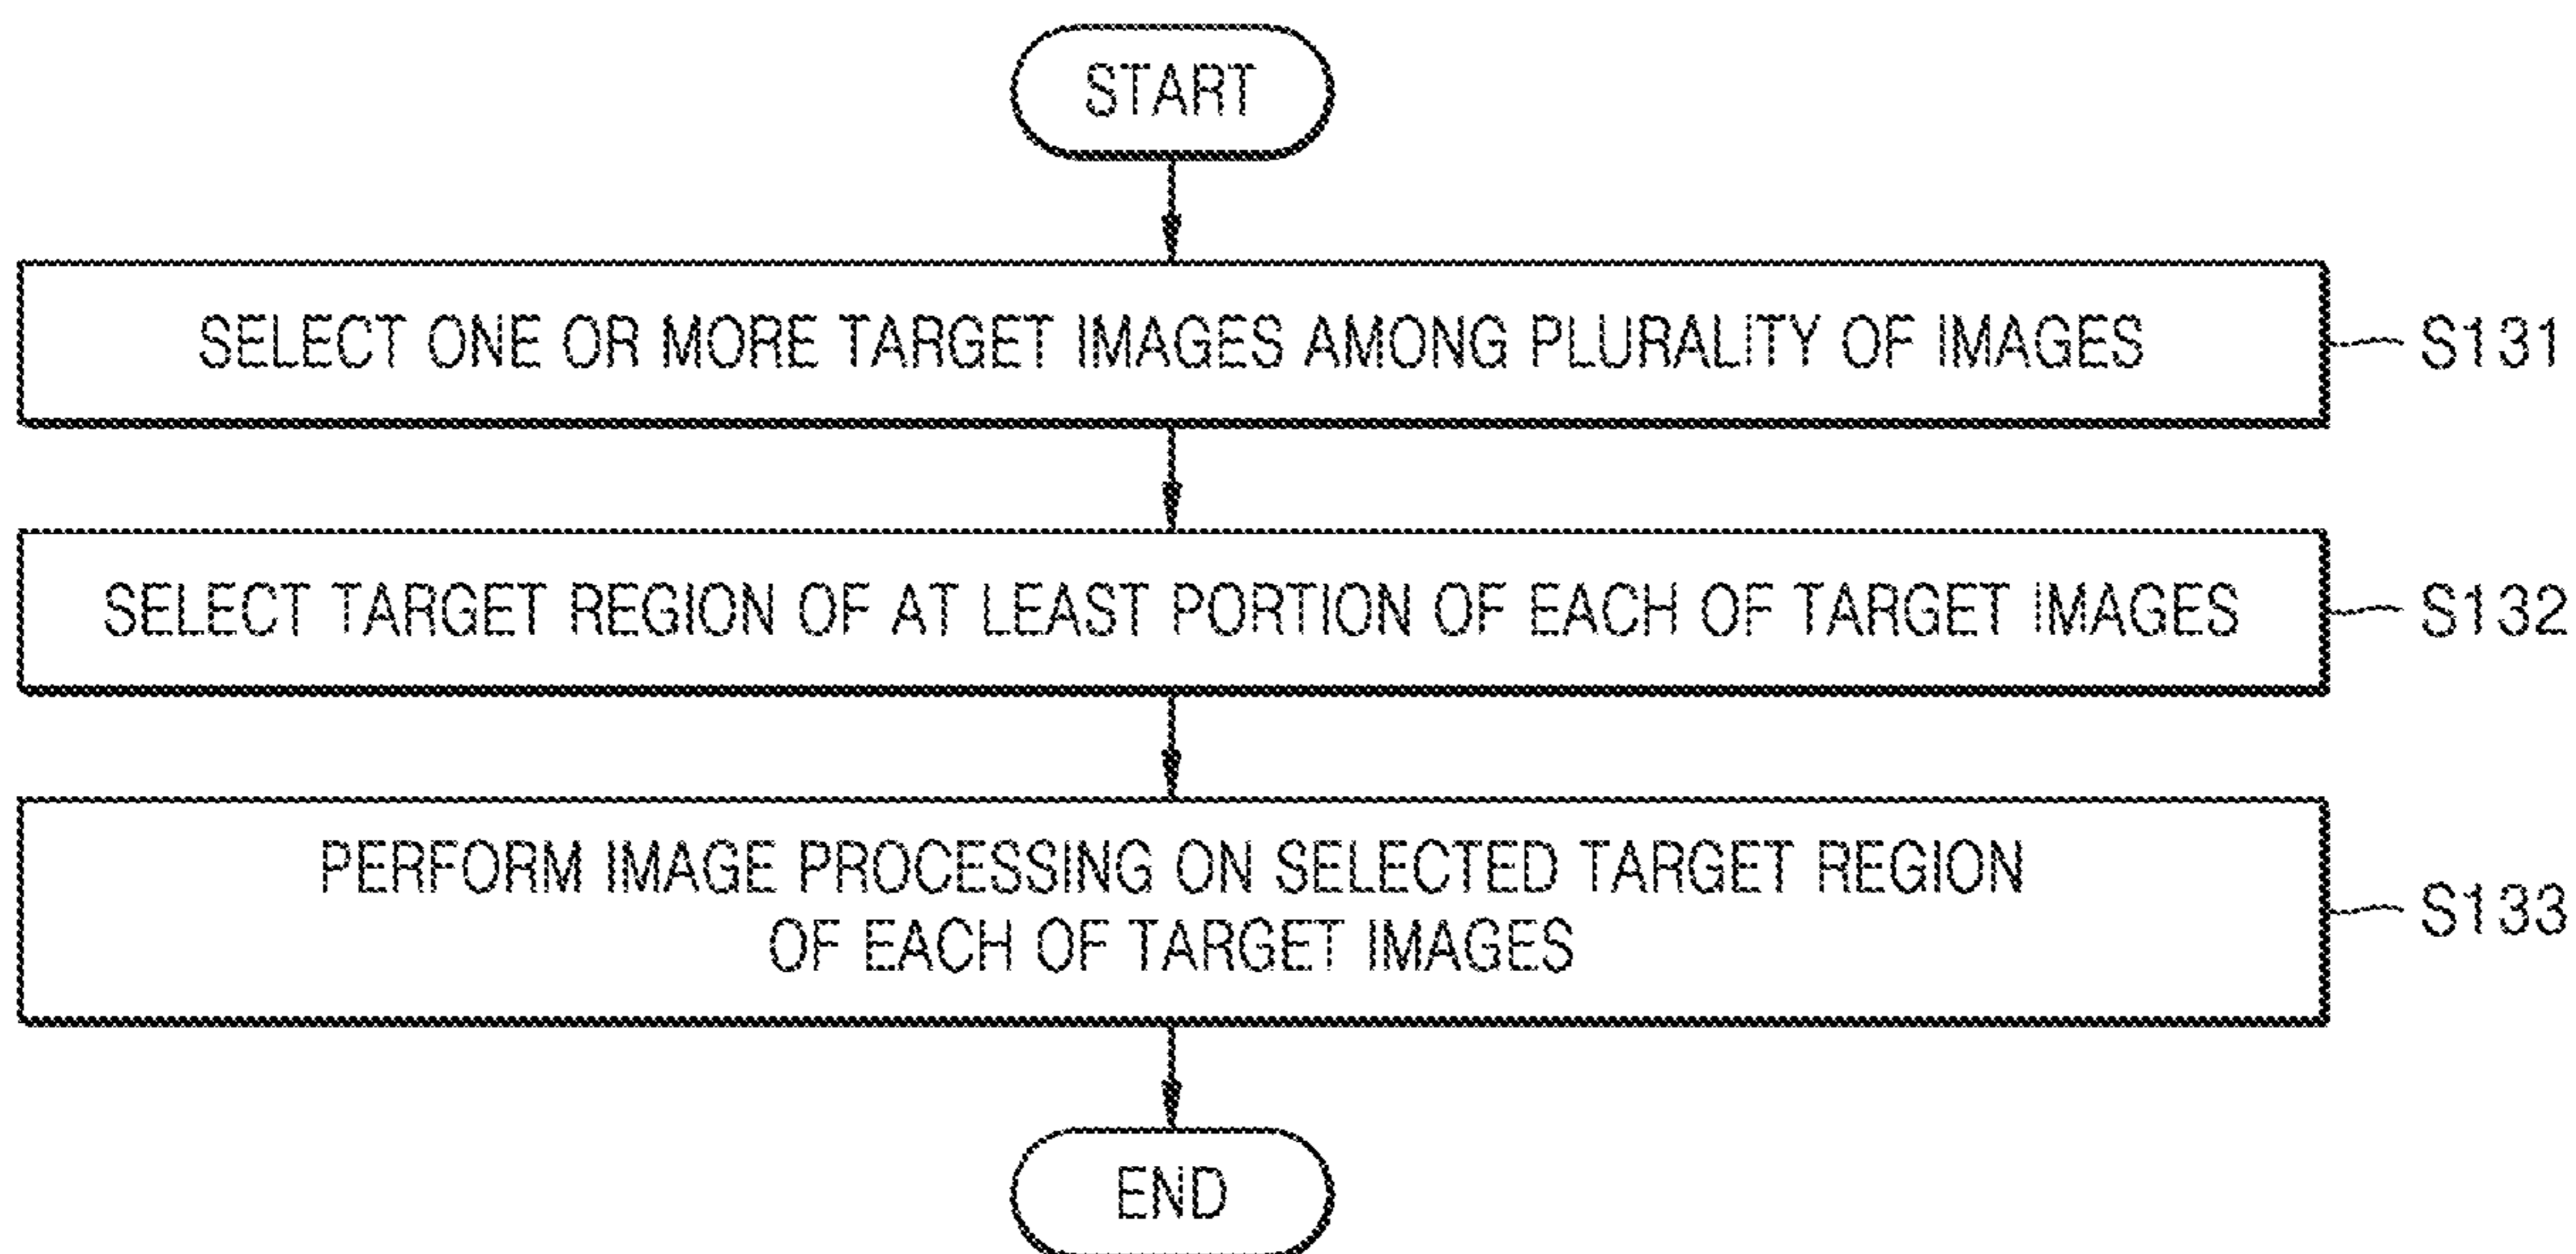 START
SELECT ONE OR MORE TARGET IMAGES AMONG PLURALITY OF IMAGES
S131
SELECT TARGET REGION OF AT LEAST PORTION OF EACH OF TARGET IMAGES
S132
PERFORM IMAGE PROCESSING ON SELECTED TARGET REGION
OF EACH OF TARGET IMAGES
S133
END